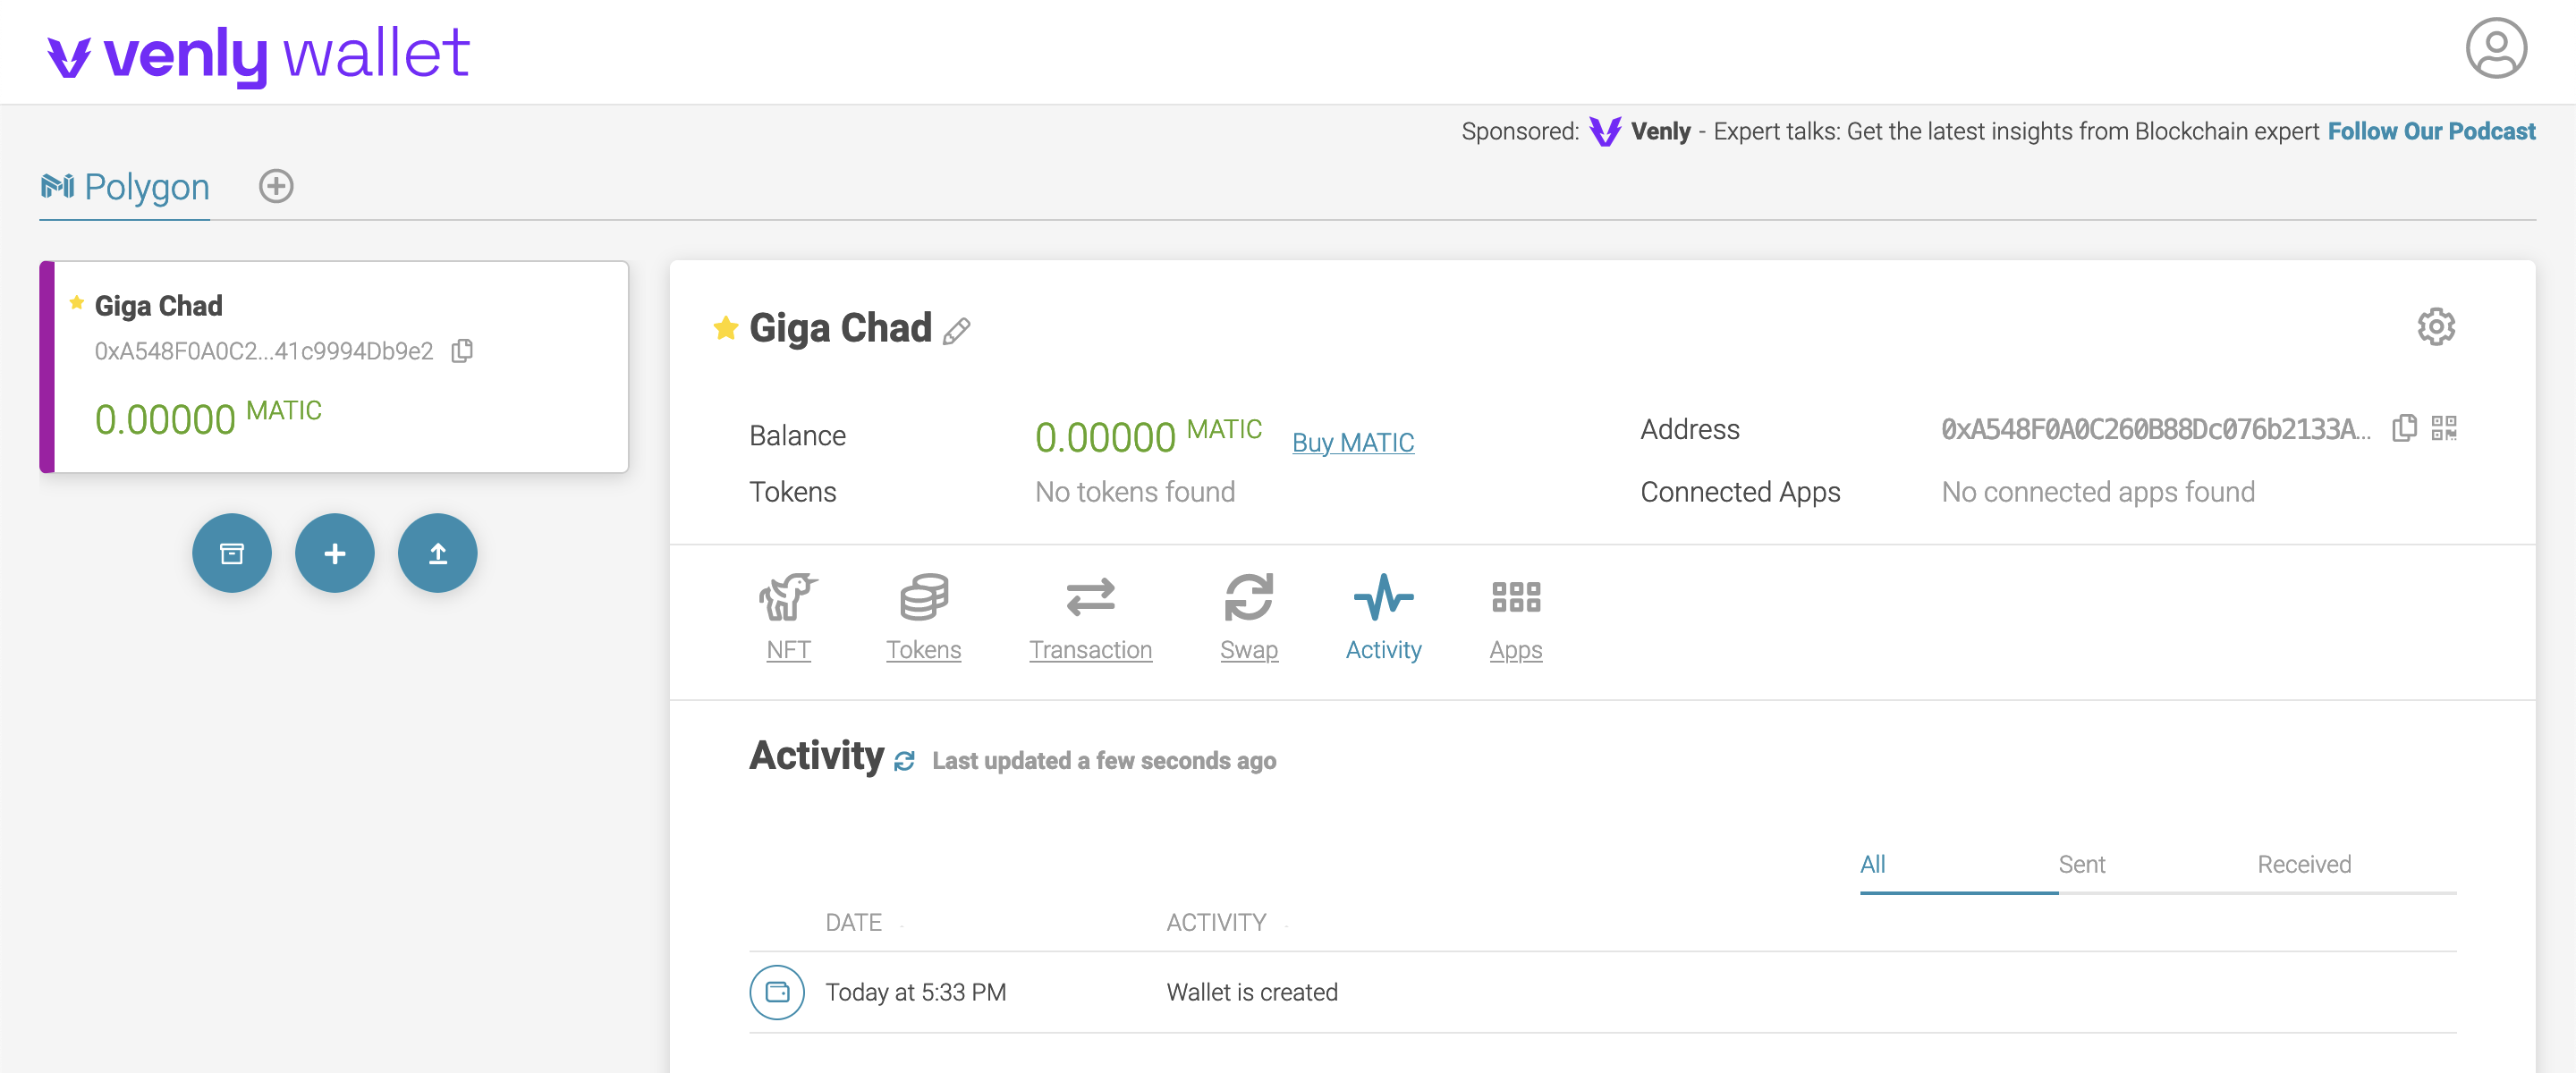 venly wallet
Sponsored: Venly - Expert talks: Get the latest insights from Blockchain expert Follow Our Podcast
Polygon
Giga Chad
0xA548F0A0C2...41c9994Db9e2
0.00000 MATIC
Giga Chad
Balance 0.00000 MATIC Buy MATIC Address 0xA548F0A0C260B88Dc076b2133A...
Tokens No tokens found Connected Apps No connected apps found
NFT Tokens Transaction Swap Activity Apps
Activity Last updated a few seconds ago
All Sent Received
DATE ACTIVITY
Today at 5:33 PM Wallet is created